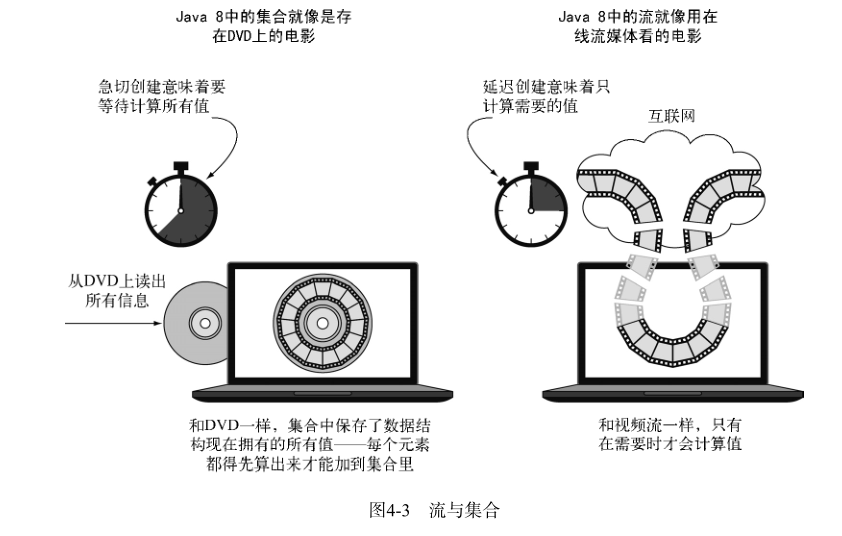 Java 8中的集合就像是存
在DVD上的电影
急切创建意味着要
等待计算所有值
从DVD上读出
所有信息
和DVD一样，集合中保存了数据结
构现在拥有的所有值——每个元素
都得先算出来才能加到集合里
Java 8中的流就像用在
线流媒体看的电影
延迟创建意味着只
计算需要的值
互联网
和视频流一样，只有
在需要时才会计算值
图4-3 流与集合